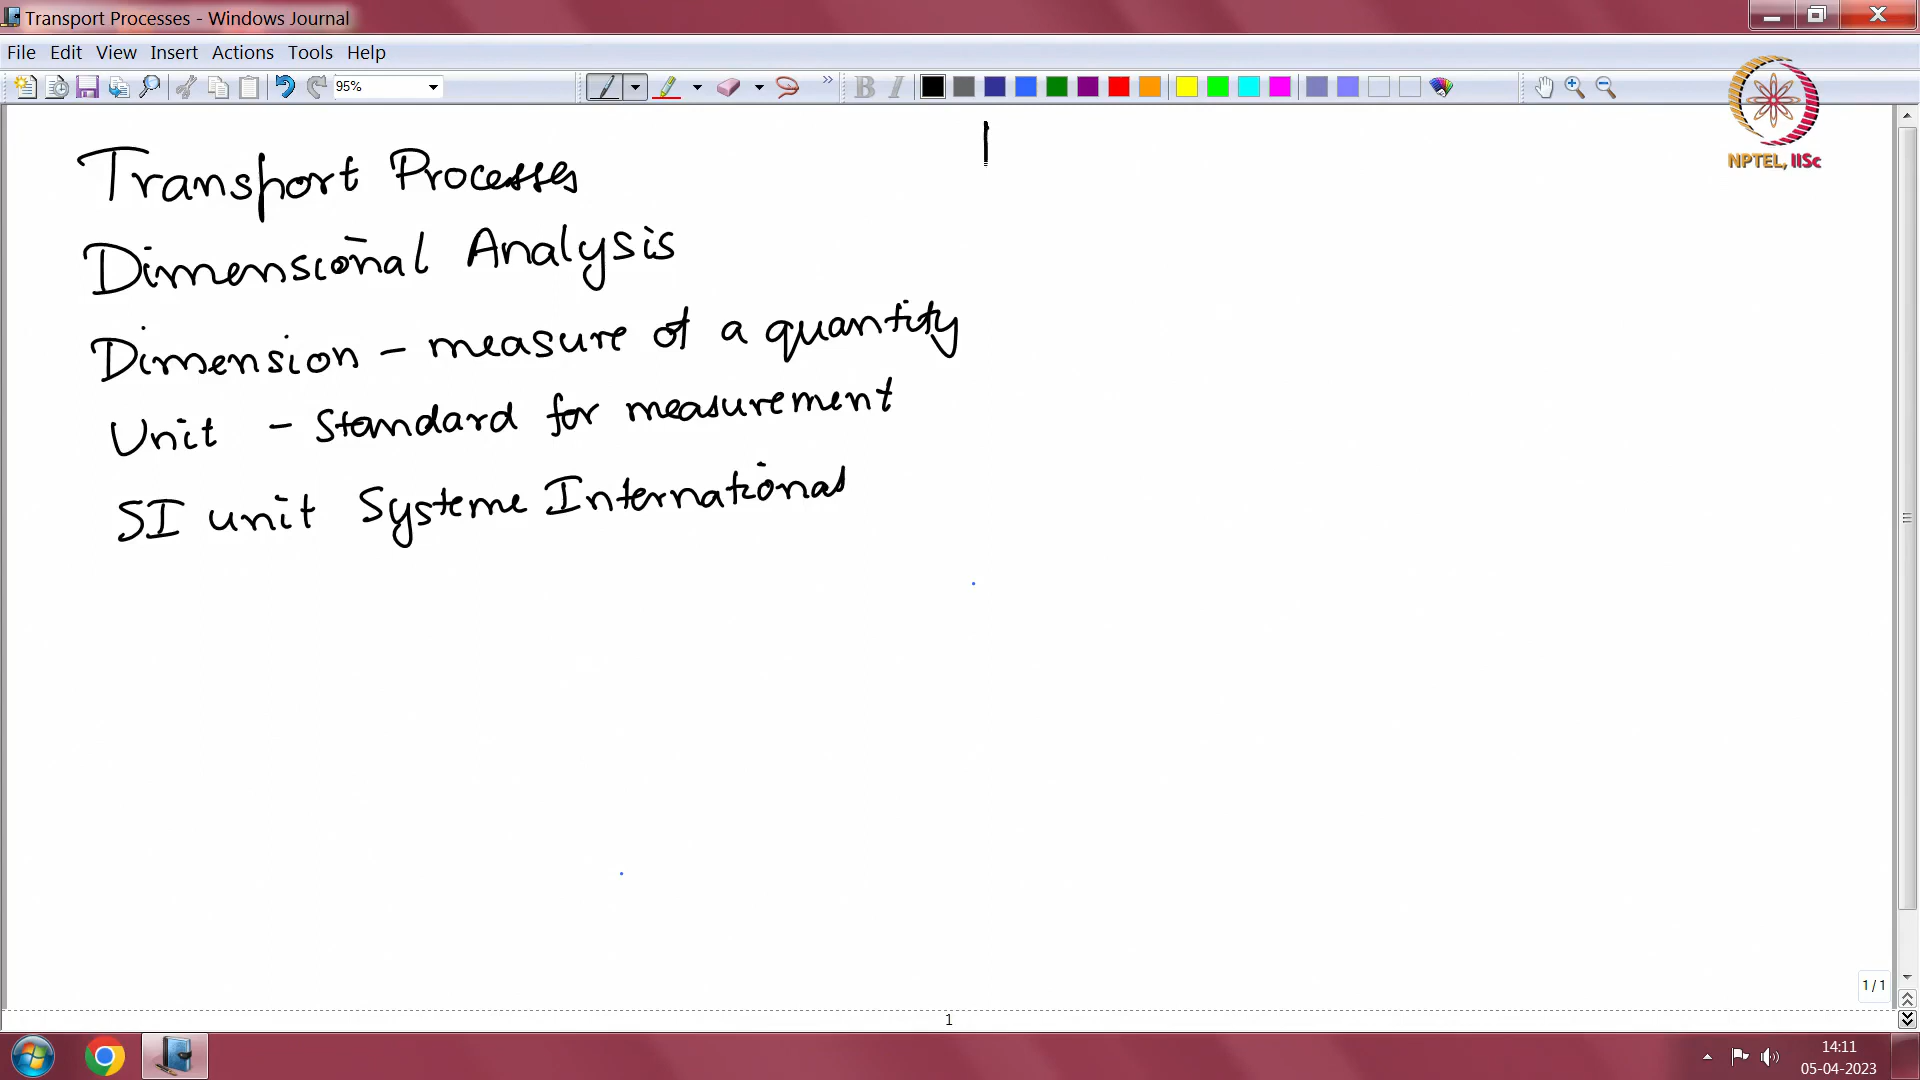 Transport Processes - Windows Journal
File Edit View Insert Actions Tools Help
95%
B I
NPTEL, IISc
Transport Processes
Dimensional Analysis
Dimension - measure of a quantity
Unit - Standard for measurement
SI unit Systeme International
1 / 1
1
14:11
05-04-2023